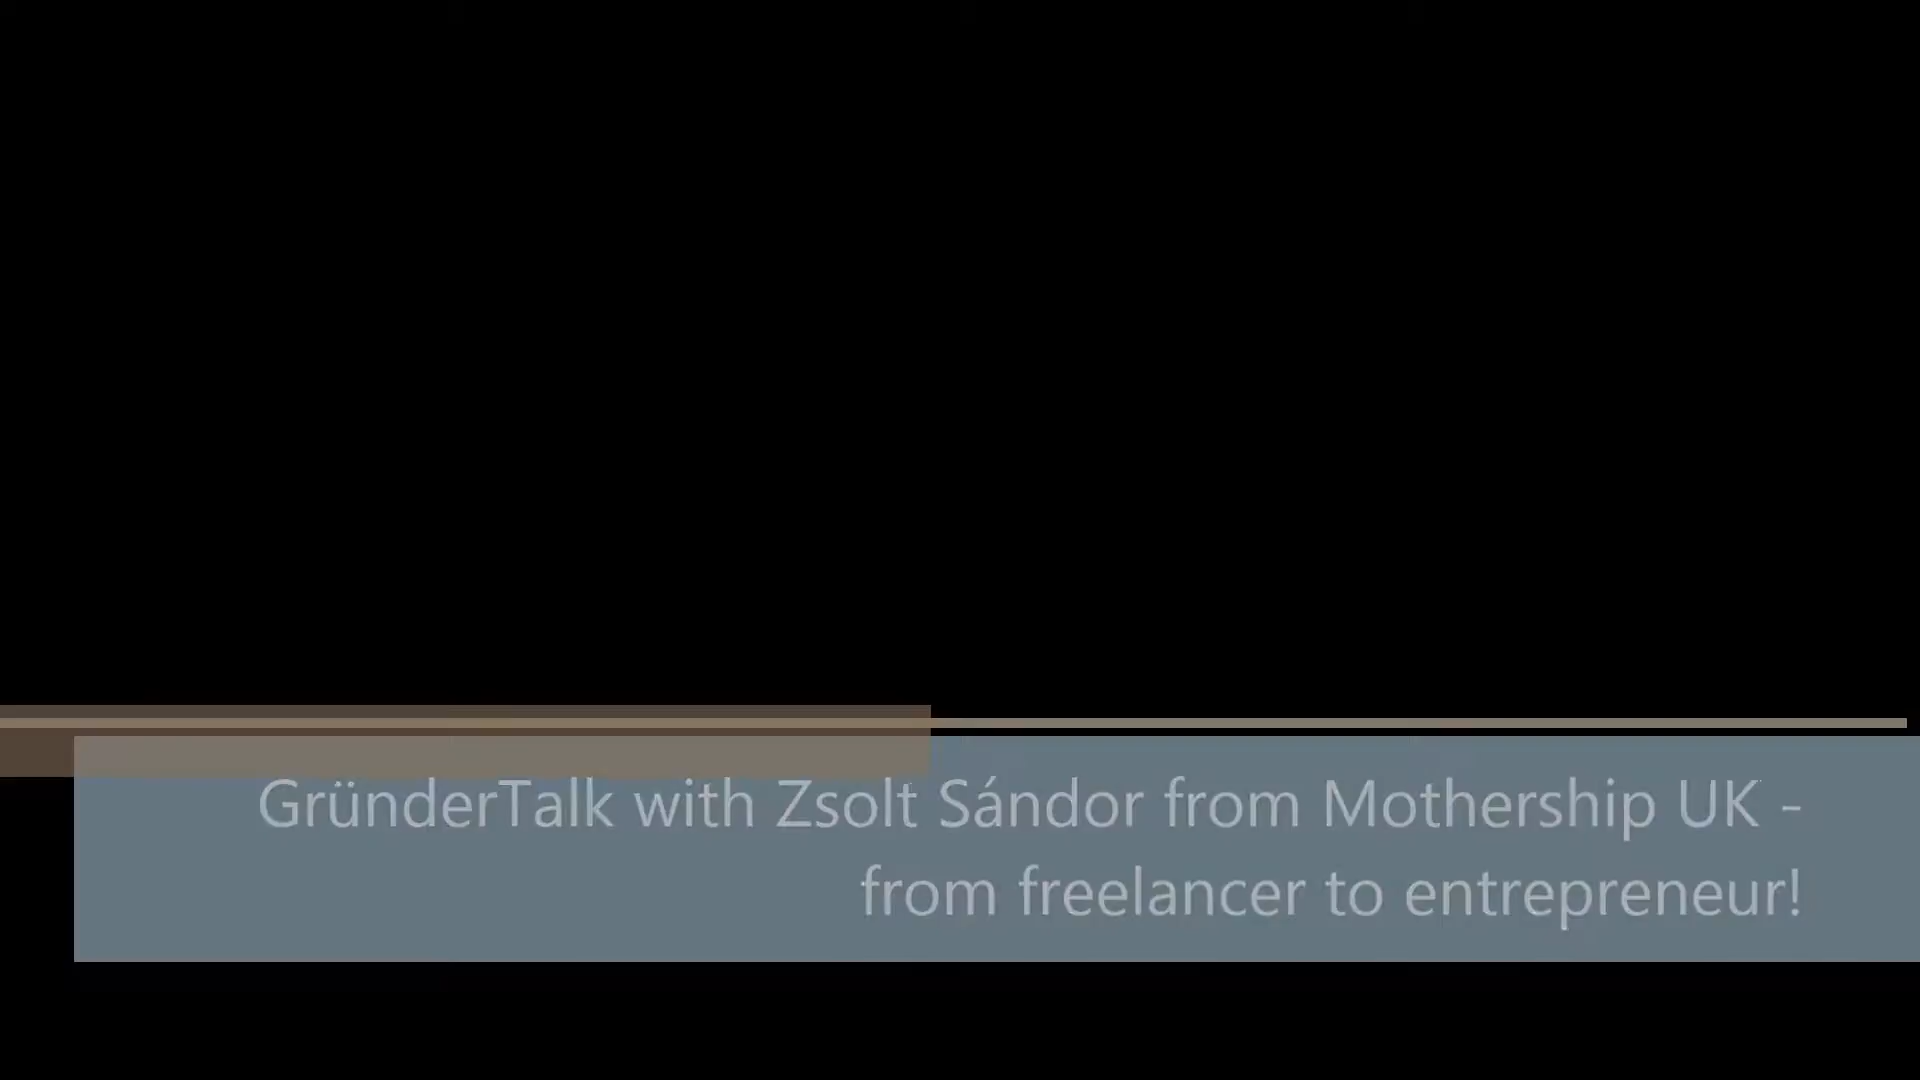 GründerTalk with Zsolt Sándor from Mothership UK -
from freelancer to entrepreneur!